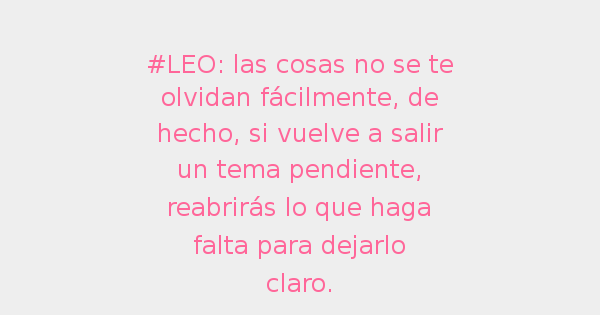 #LEO: las cosas no se te
olvidan fácilmente, de
hecho, si vuelve a salir
un tema pendiente,
reabrirás lo que haga
falta para dejarlo
claro.